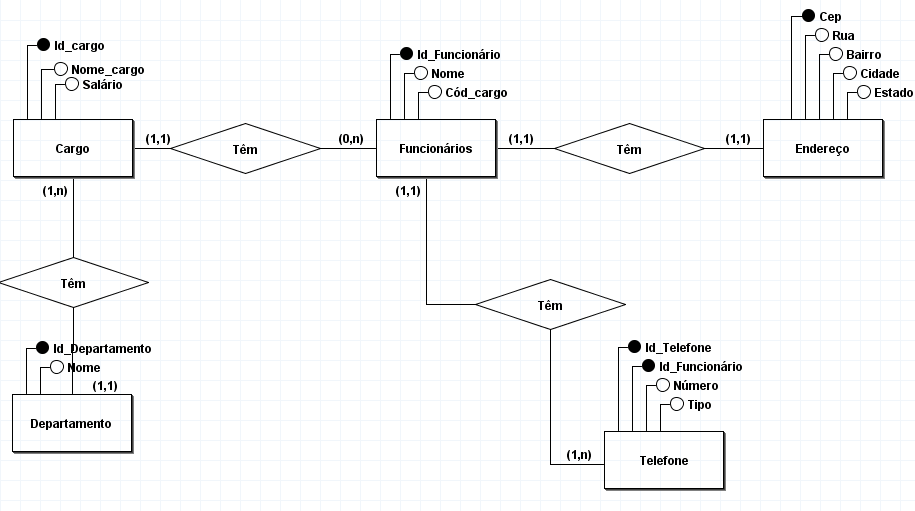 Cep
Rua
Bairro
Cidade
Estado
Id_cargo
Nome_cargo
Salário
Id_Funcionário
Nome
Cód_cargo
Cargo
(1,1)
Têm
(0,n)
Funcionários
(1,1)
Têm
(1,1)
Endereço
(1,n)
(1,1)
Têm
Têm
Id_Departamento
Nome
(1,1)
Departamento
Id_Telefone
Id_Funcionário
Número
Tipo
(1,n)
Telefone